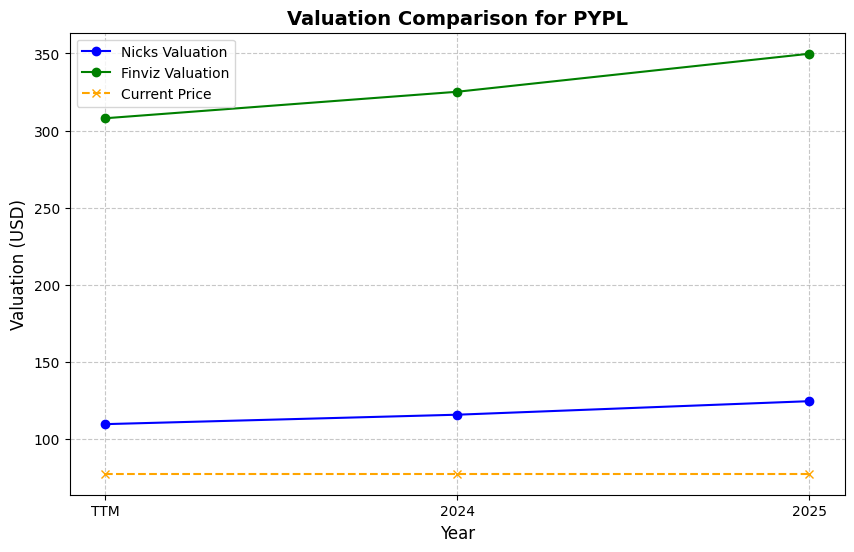 Valuation Comparison for PYPL
Nicks Valuation
Finviz Valuation
Current Price
Valuation (USD)
350
300
250
200
150
100
TTM
2024
2025
Year